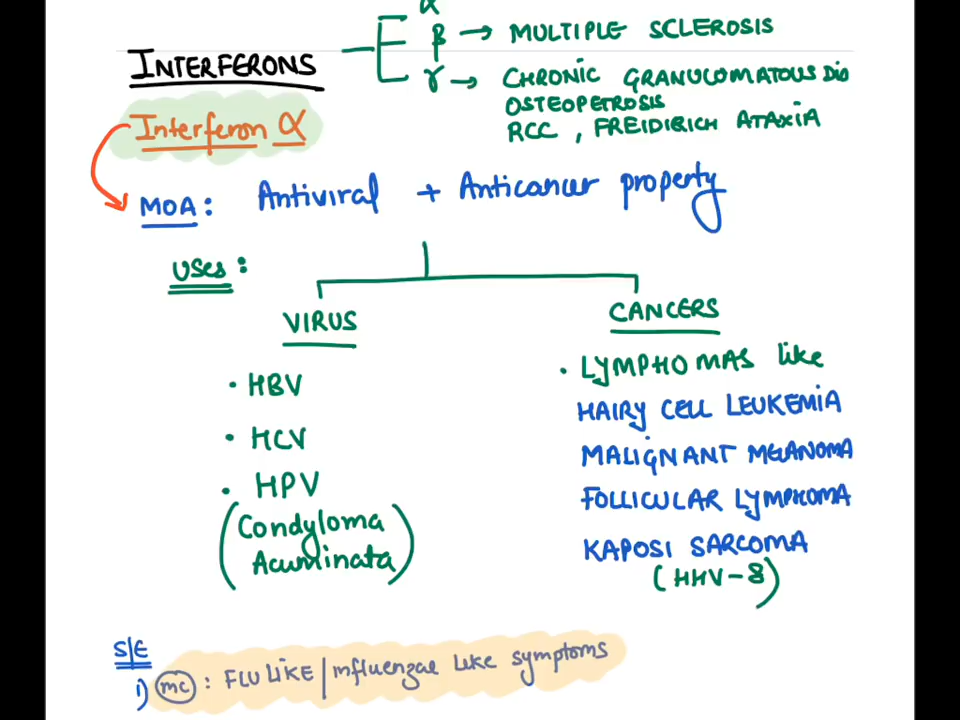 α
INTERFERONS
β → MULTIPLE SCLEROSIS
γ → CHRONIC GRANULOMATOUS DIS
OSTEOPETROSIS
RCC , FREIDIRICH ATAXIA
Interferon α
MOA: Antiviral + Anticancer property
USES:
VIRUS
• HBV
• HCV
• HPV
(Condyloma
Acuminata)
CANCERS
• LYMPHOMAS like
HAIRY CELL LEUKEMIA
MALIGNANT MELANOMA
FOLLICULAR LYMPHOMA
KAPOSI SARCOMA
(HHV-8)
S/E
1) mc : FLU LIKE | Influenzae like symptoms